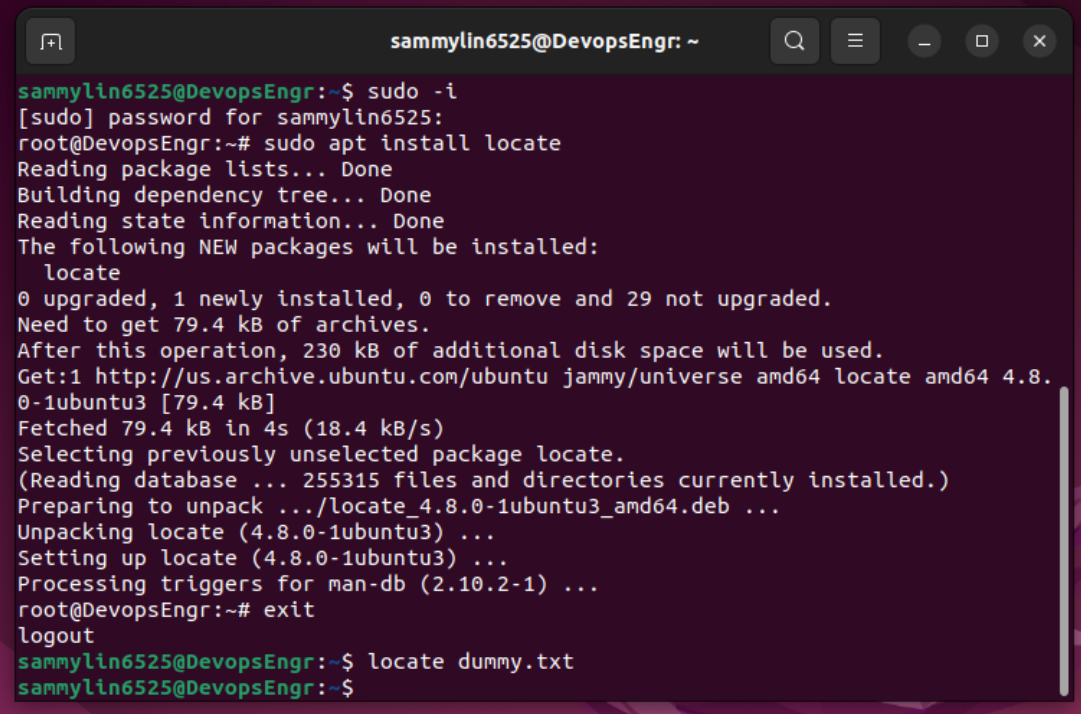 sammylin6525@DevopsEngr: ~
sammylin6525@DevopsEngr:~$ sudo -i
[sudo] password for sammylin6525:
root@DevopsEngr:~# sudo apt install locate
Reading package lists... Done
Building dependency tree... Done
Reading state information... Done
The following NEW packages will be installed:
  locate
0 upgraded, 1 newly installed, 0 to remove and 29 not upgraded.
Need to get 79.4 kB of archives.
After this operation, 230 kB of additional disk space will be used.
Get:1 http://us.archive.ubuntu.com/ubuntu jammy/universe amd64 locate amd64 4.8.
0-1ubuntu3 [79.4 kB]
Fetched 79.4 kB in 4s (18.4 kB/s)
Selecting previously unselected package locate.
(Reading database ... 255315 files and directories currently installed.)
Preparing to unpack .../locate_4.8.0-1ubuntu3_amd64.deb ...
Unpacking locate (4.8.0-1ubuntu3) ...
Setting up locate (4.8.0-1ubuntu3) ...
Processing triggers for man-db (2.10.2-1) ...
root@DevopsEngr:~# exit
logout
sammylin6525@DevopsEngr:~$ locate dummy.txt
sammylin6525@DevopsEngr:~$